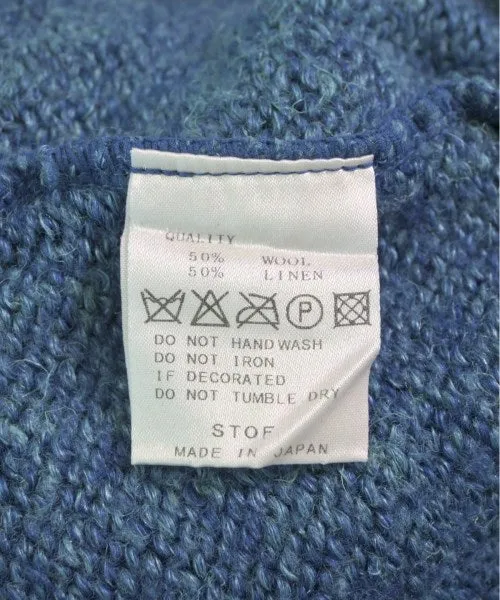 QUALITY
50% WOOL
50% LINEN
P
DO NOT HAND WASH
DO NOT IRON
IF DECORATED
DO NOT TUMBLE DRY
STOF
MADE IN JAPAN